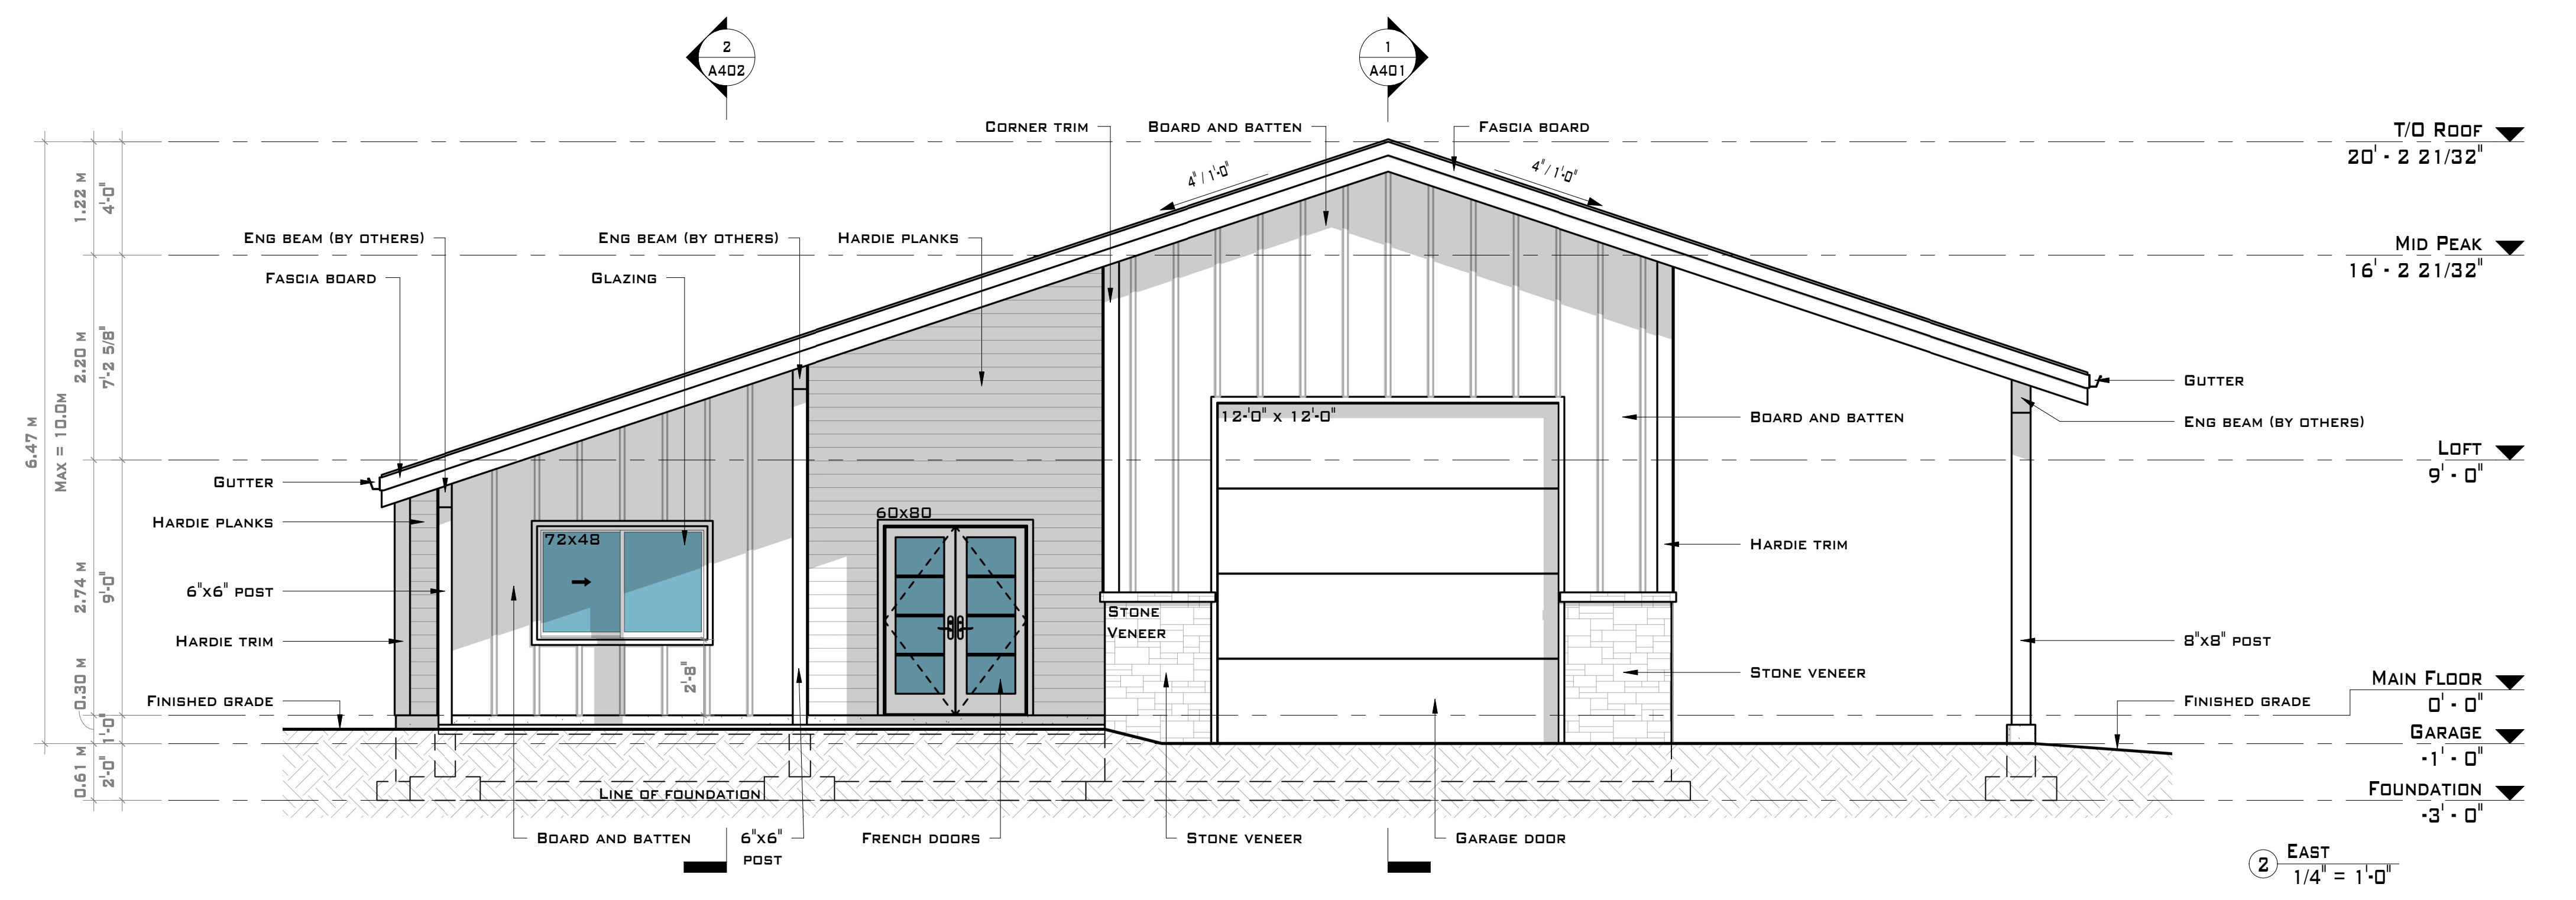 2
A402
1
A401
Corner trim
Board and batten
Fascia board
T/O Roof
20' - 2 21/32"
4" / 1'-0"
4" / 1'-0"
1.22 m
4'-0"
Eng beam (by others)
Eng beam (by others)
Hardie planks
Mid Peak
16' - 2 21/32"
Fascia board
Glazing
2.20 m
7'-2 5/8"
6.47 m
Max = 10.0m
Gutter
12'-0" x 12'-0"
Board and batten
Eng beam (by others)
Loft
9' - 0"
Gutter
60x80
Hardie planks
72x48
Hardie trim
2.74 m
9'-0"
6"x6" post
Stone
Veneer
Hardie trim
8"x8" post
2'-8"
Stone veneer
Main Floor
0' - 0"
0.30 m
1'-0"
Finished grade
Finished grade
Garage
-1' - 0"
0.61 m
2'-0"
Line of foundation
Foundation
-3' - 0"
Board and batten
6"x6"
post
French doors
Stone veneer
Garage door
2
East
1/4" = 1'-0"